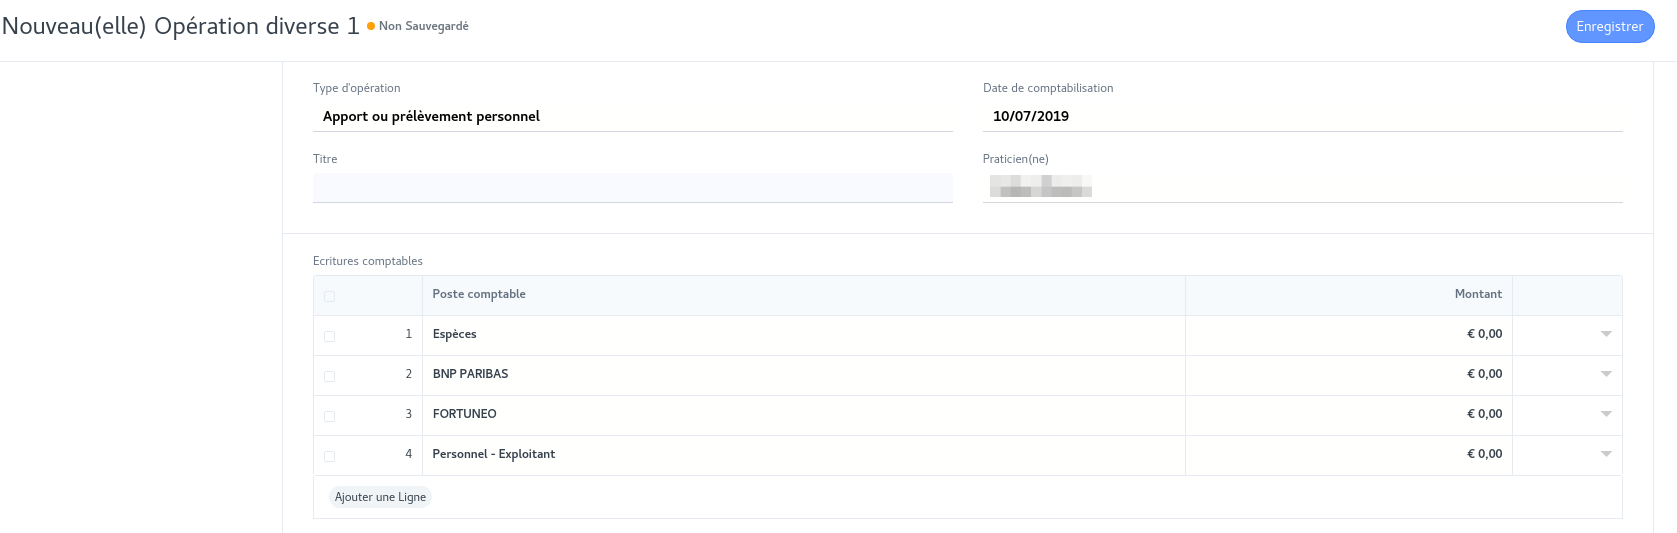 Nouveau(elle) Opération diverse 1 Non Sauvegardé Enregistrer
Type d'opération Date de comptabilisation
Apport ou prélèvement personnel 10/07/2019
Titre Praticien(ne)
Ecritures comptables
Poste comptable Montant
1 Espèces € 0,00
2 BNP PARIBAS € 0,00
3 FORTUNEO € 0,00
4 Personnel - Exploitant € 0,00
Ajouter une Ligne